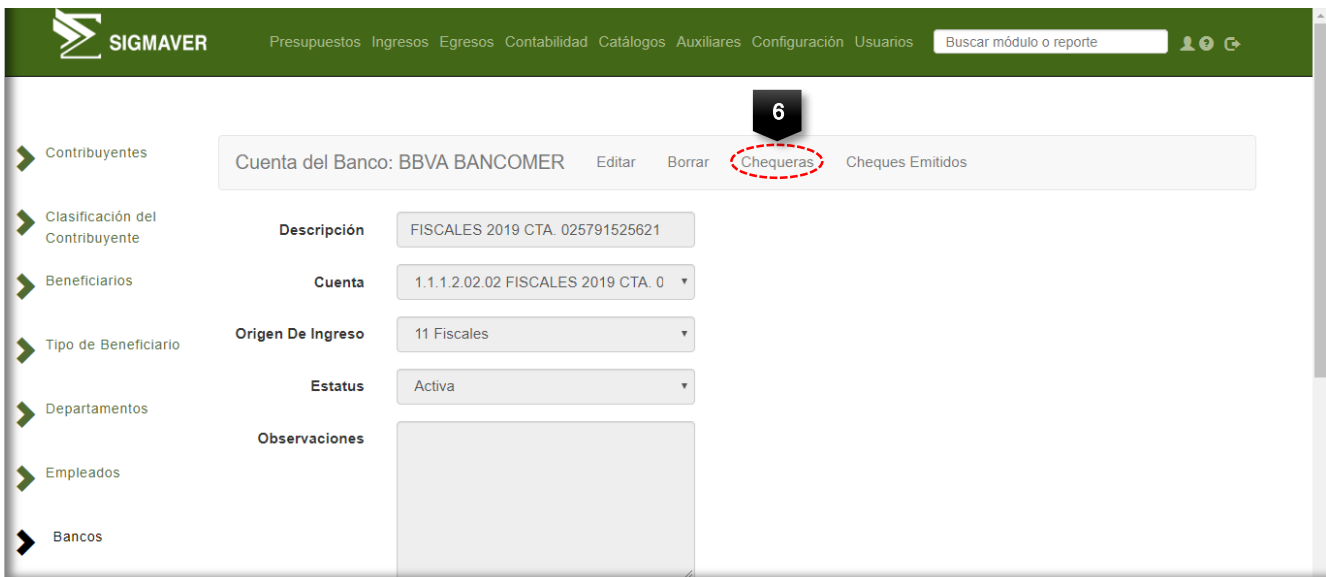 SIGMAVER
Presupuestos Ingresos Egresos Contabilidad Catálogos Auxiliares Configuración Usuarios
Buscar módulo o reporte
6
Cuenta del Banco: BBVA BANCOMER Editar Borrar Chequeras Cheques Emitidos
Contribuyentes
Clasificación del
Contribuyente
Beneficiarios
Tipo de Beneficiario
Departamentos
Empleados
Bancos
Descripción FISCALES 2019 CTA. 025791525621
Cuenta 1.1.1.2.02.02 FISCALES 2019 CTA. 0
Origen De Ingreso 11 Fiscales
Estatus Activa
Observaciones